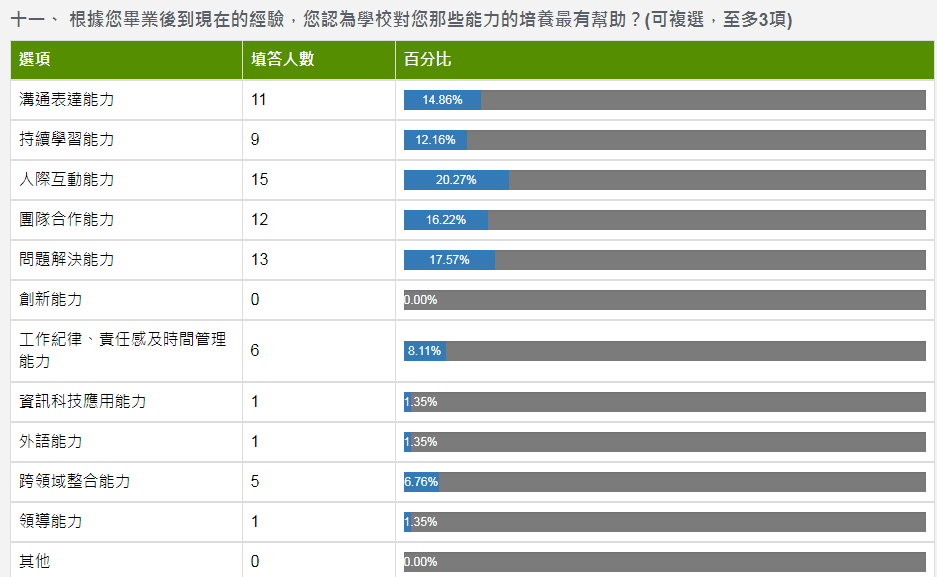 十一、 根據您畢業後到現在的經驗，您認為學校對您那些能力的培養最有幫助？(可複選，至多3項)
選項 填答人數 百分比
溝通表達能力 11 14.86%
持續學習能力 9 12.16%
人際互動能力 15 20.27%
團隊合作能力 12 16.22%
問題解決能力 13 17.57%
創新能力 0 0.00%
工作紀律、責任感及時間管理
能力 6 8.11%
資訊科技應用能力 1 1.35%
外語能力 1 1.35%
跨領域整合能力 5 6.76%
領導能力 1 1.35%
其他 0 0.00%